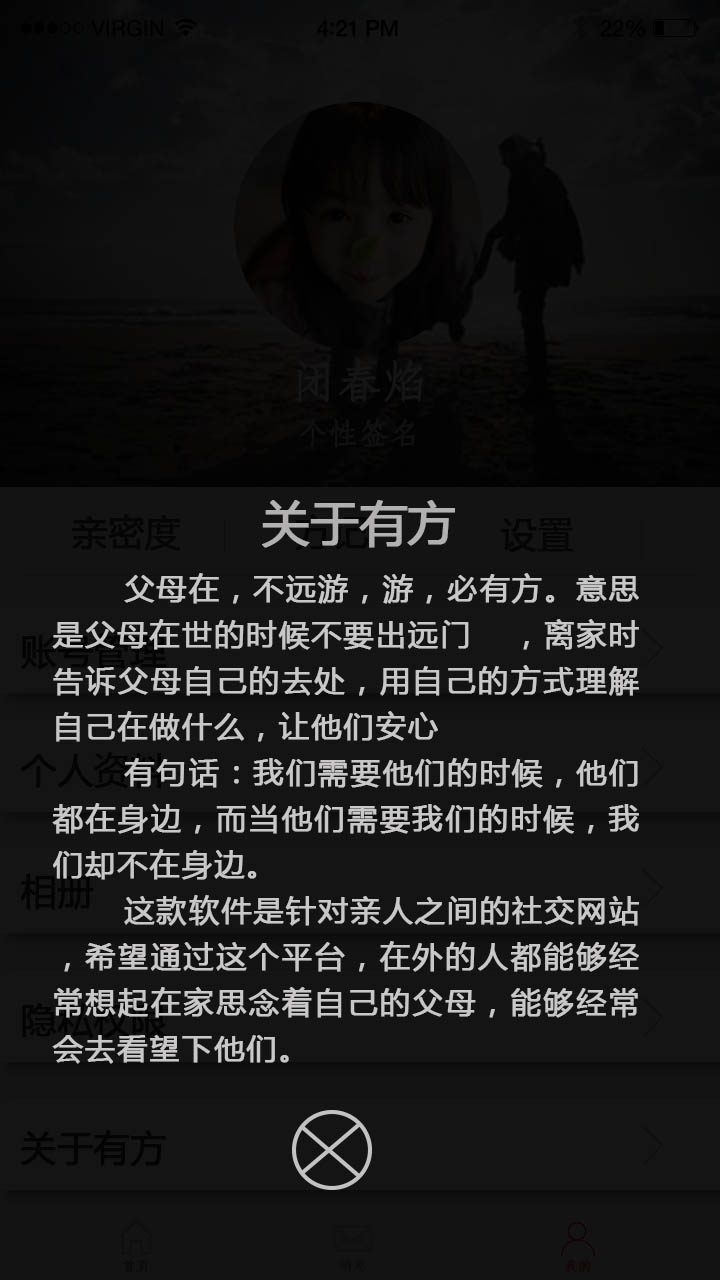 VIRGIN
4:21 PM
22%
闭春焰
个性签名
亲密度
设置
关于有方
父母在，不远游，游，必有方。意思
是父母在世的时候不要出远门　，离家时
告诉父母自己的去处，用自己的方式理解
自己在做什么，让他们安心
有句话：我们需要他们的时候，他们
都在身边，而当他们需要我们的时候，我
们却不在身边。
这款软件是针对亲人之间的社交网站
，希望通过这个平台，在外的人都能够经
常想起在家思念着自己的父母，能够经常
会去看望下他们。
账号管理
个人资料
相册
隐私权限
关于有方
首页
消息
我的